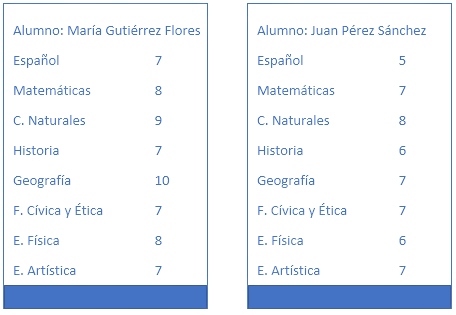 Alumno: María Gutiérrez Flores
Español 7
Matemáticas 8
C. Naturales 9
Historia 7
Geografía 10
F. Cívica y Ética 7
E. Física 8
E. Artística 7
Alumno: Juan Pérez Sánchez
Español 5
Matemáticas 7
C. Naturales 8
Historia 6
Geografía 7
F. Cívica y Ética 7
E. Física 6
E. Artística 7